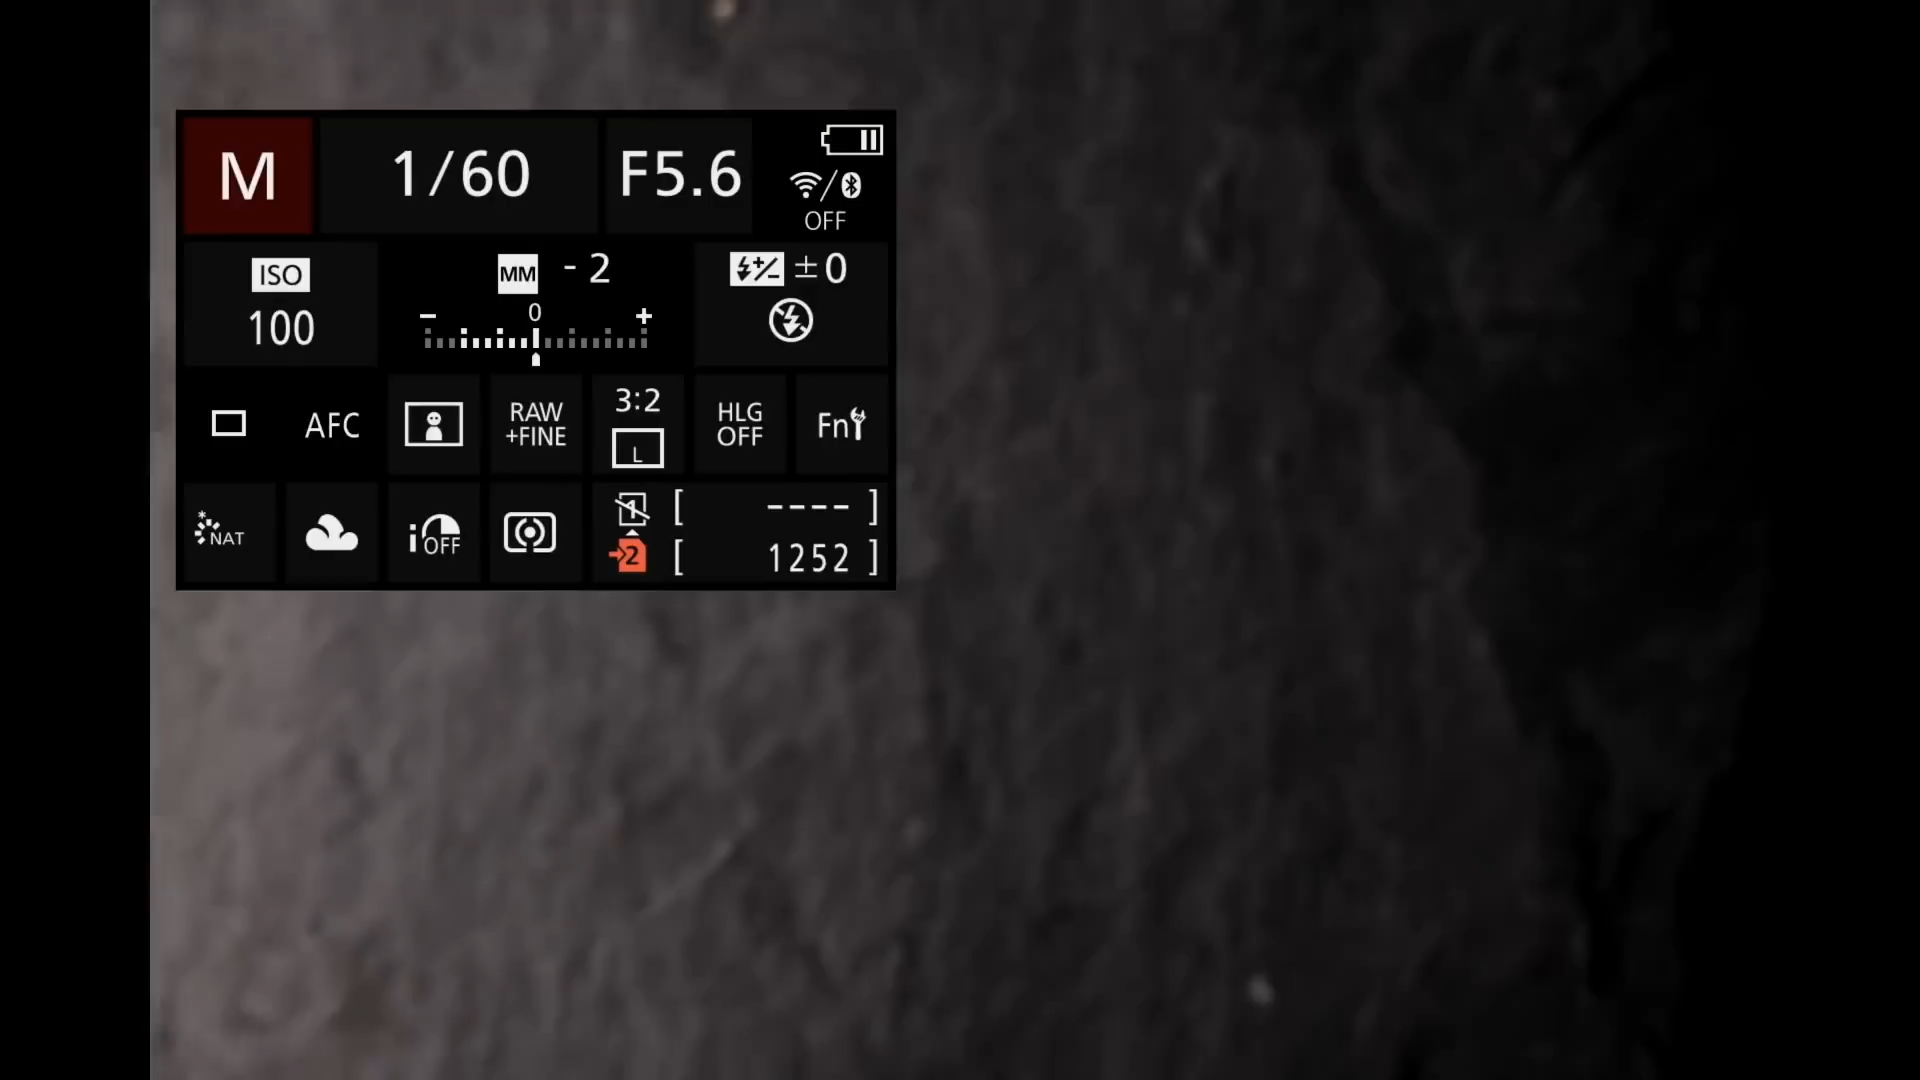 M 1/60 F5.6
OFF
ISO MM - 2 ±0
- 0 +
100
AFC RAW +FINE 3:2 L HLG OFF Fn
NAT i OFF 1 [ ---- ]
2 [ 1252 ]